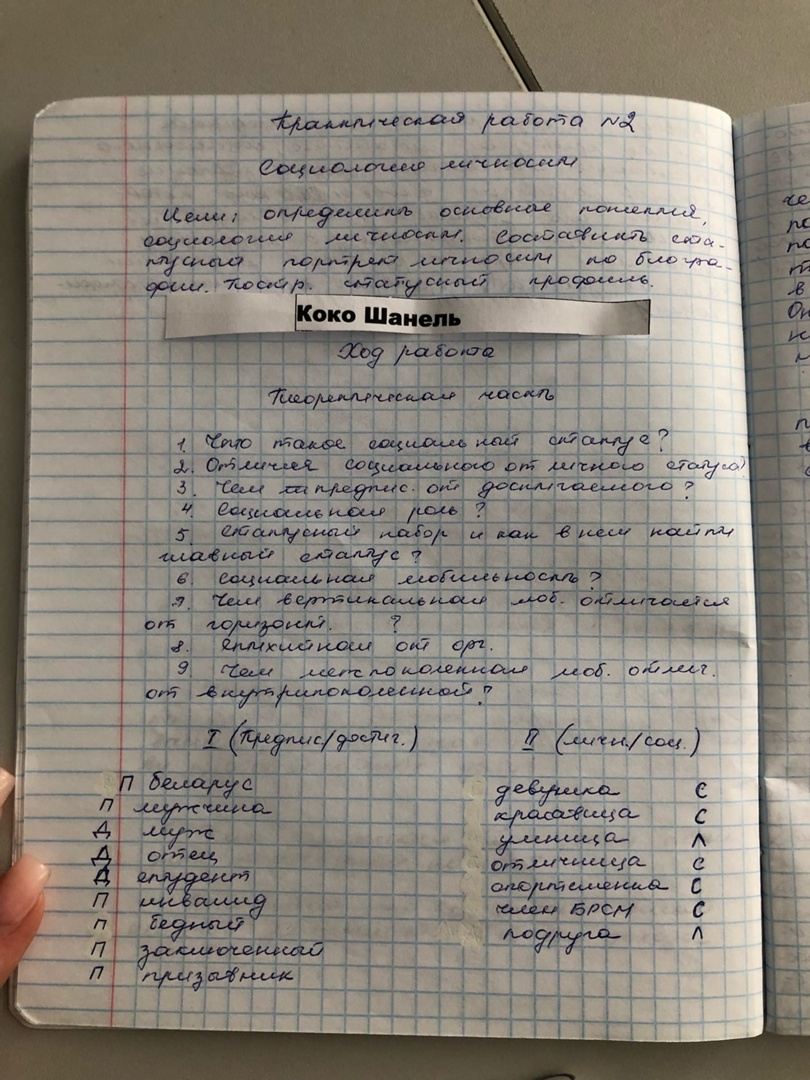 Практическая работа №2
Социология личности
Цели: определить основные понятия,
социологии личности. Составить ста-
тусный портрет личности по биогра-
фии. Постр. статусный профиль.
Коко Шанель
Ход работы
Теоретическая часть
1. Что такое социальный статус?
2. Отличия социального от личного статуса?
3. Чем предпис. от достигаемого?
4. Социальная роль?
5. Статусный набор и как в нем найти
главный статус?
6. Социальная мобильность?
7. Чем вертикальная моб. отличается
от горизонт. ?
8. Стихийная от орг.
9. Чем межпоколенная моб. отлич.
от внутрипоколенной?
I (Предпис/достиг.) II (личн./соц.)
П беларус девушка С
П мужчина красавица С
Д муж умница Л
Д отец отличница С
Д студент спортсменка С
П инвалид член БРСМ С
П бедный подруга Л
П заключенный
П призывник